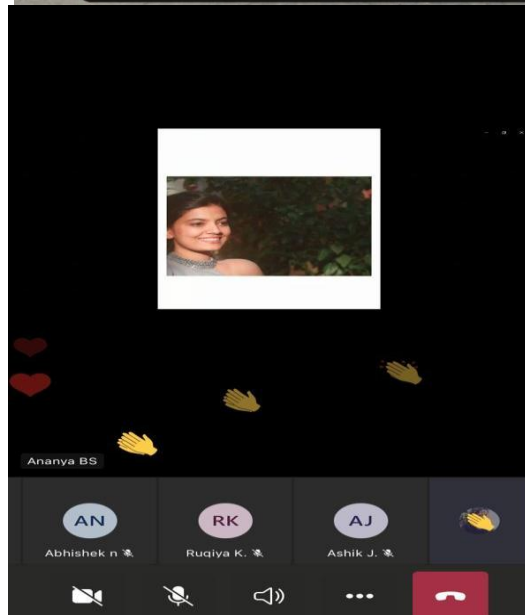 Ananya BS
AN
RK
AJ
Abhishek n
Ruqiya K.
Ashik J.